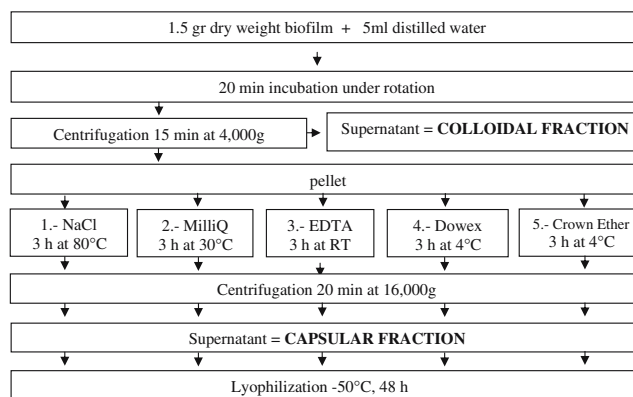 1.5 gr dry weight biofilm + 5ml distilled water
20 min incubation under rotation
Centrifugation 15 min at 4,000g
Supernatant = COLLOIDAL FRACTION
pellet
1.- NaCl
3 h at 80°C
2.- MilliQ
3 h at 30°C
3.- EDTA
3 h at RT
4.- Dowex
3 h at 4°C
5.- Crown Ether
3 h at 4°C
Centrifugation 20 min at 16,000g
Supernatant = CAPSULAR FRACTION
Lyophilization -50°C, 48 h